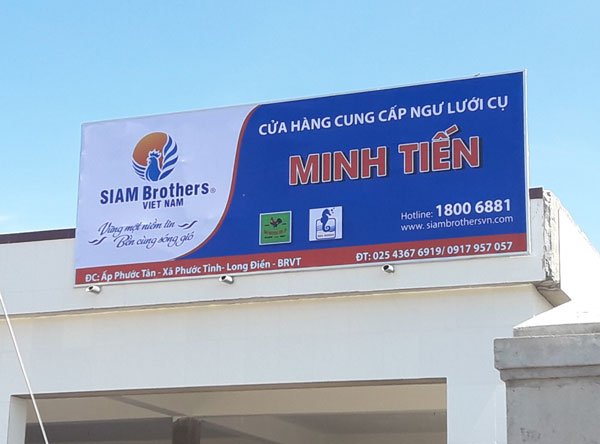 SIAM Brothers®
VIET NAM
Vững một niềm tin
Bền cùng sóng gió
CỬA HÀNG CUNG CẤP NGƯ LƯỚI CỤ
MINH TIẾN
Hotline: 1800 6881
www.siambrothersvn.com
ĐC: Ấp Phước Tân - Xã Phước Tỉnh- Long Điền - BRVT
ĐT: 025 4367 6919/ 0917 957 057